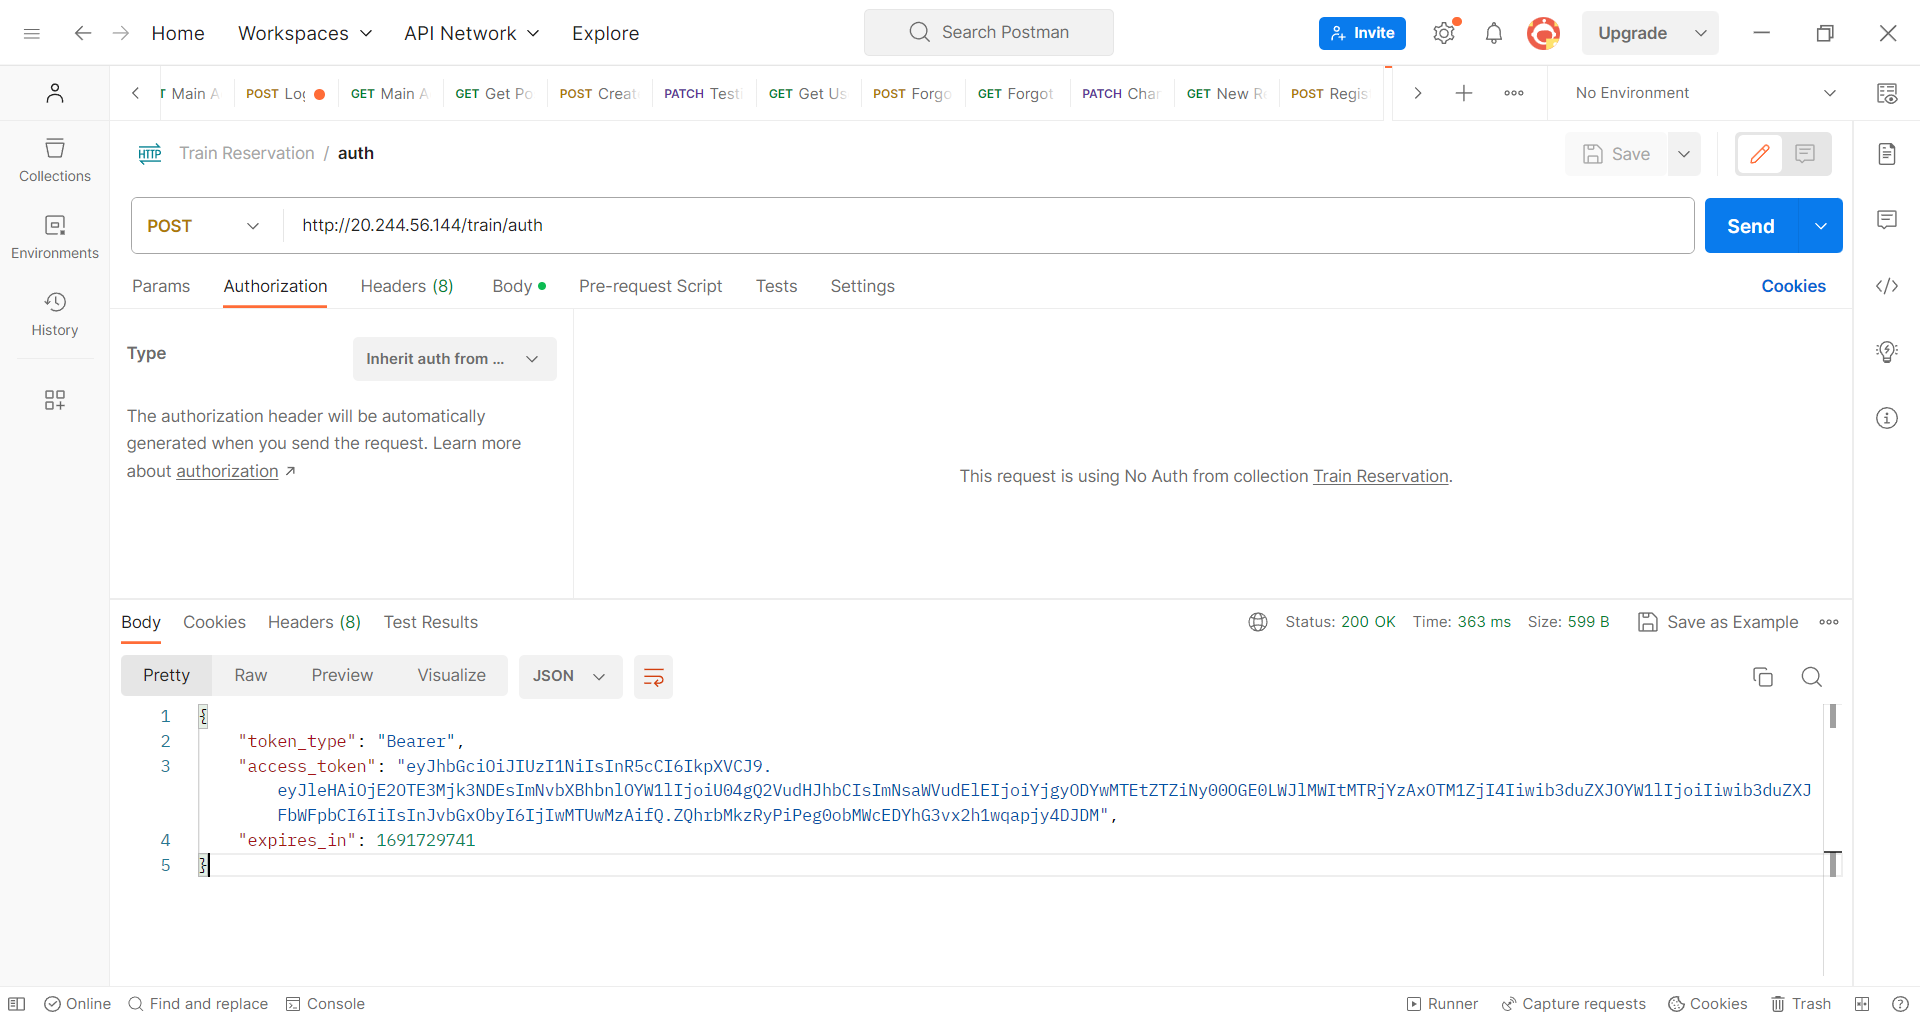 Home Workspaces API Network Explore Search Postman Invite Upgrade
Main A POST Log GET Main A GET Get Po POST Creat PATCH Test GET Get Us POST Forgo GET Forgot PATCH Char GET New R POST Regis No Environment
HTTP Train Reservation / auth Save
Collections
POST http://20.244.56.144/train/auth Send
Environments
Params Authorization Headers (8) Body Pre-request Script Tests Settings Cookies
History
Type Inherit auth from ...
The authorization header will be automatically
generated when you send the request. Learn more
about authorization ↗
This request is using No Auth from collection Train Reservation.
Body Cookies Headers (8) Test Results Status: 200 OK Time: 363 ms Size: 599 B Save as Example
Pretty Raw Preview Visualize JSON
1 {
2 "token_type": "Bearer",
3 "access_token": "eyJhbGciOiJIUzI1NiIsInR5cCI6IkpXVCJ9.
eyJleHAiOjE2OTE3Mjk3NDEsImNvbXBhbnlOYW1lIjoiU04gQ2VudHJhbCIsImNsaWVudElEIjoiYjgyODYwMTEtZTZiNy00OGE0LWJlMWItMTRjYzAxOTM1ZjI4Iiwib3duZXJOYW1lIjoiIiwib3duZXJ
FbWFpbCI6IiIsInJvbGxObyI6IjIwMTUwMzAifQ.ZQhrbMkzRyPiPeg0obMWcEDYhG3vx2h1wqapjy4DJDM",
4 "expires_in": 1691729741
5 }
Online Find and replace Console Runner Capture requests Cookies Trash